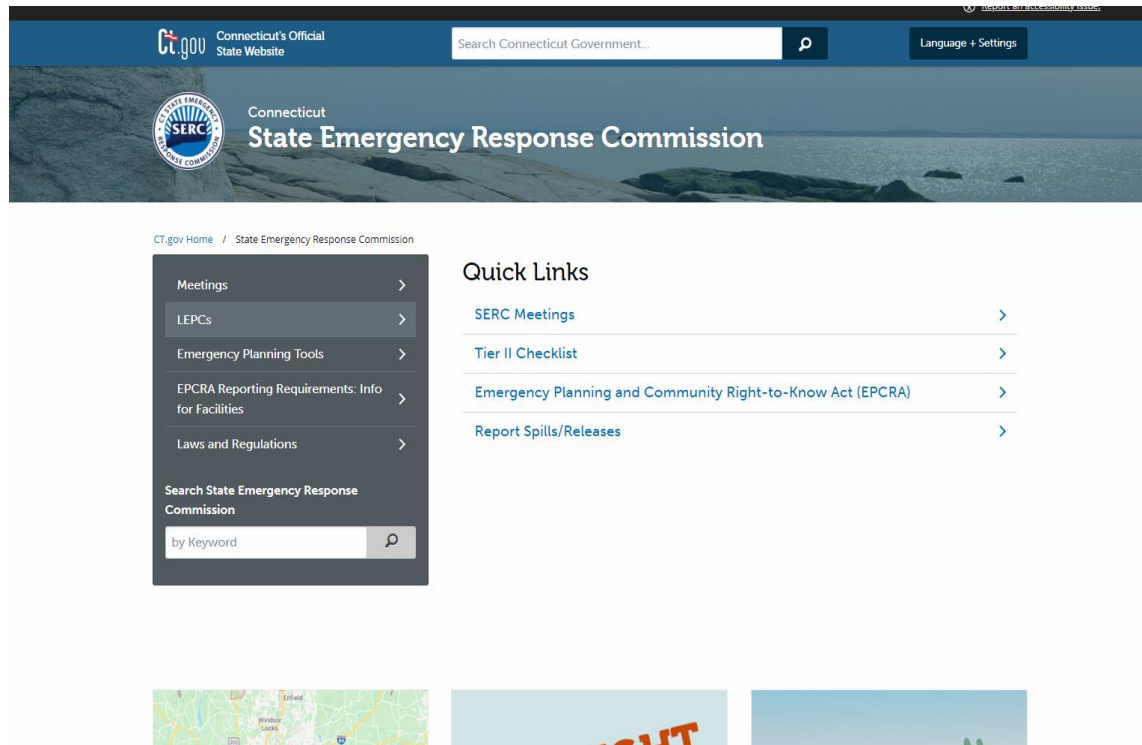 Report an accessibility issue.
Ct.gov
Connecticut's Official
State Website
Search Connecticut Government...
Language + Settings
CT STATE EMERGENCY
SERC
RESPONSE COMMISSION
Connecticut
State Emergency Response Commission
CT.gov Home / State Emergency Response Commission
Meetings
LEPCs
Emergency Planning Tools
EPCRA Reporting Requirements: Info
for Facilities
Laws and Regulations
Search State Emergency Response
Commission
by Keyword
Quick Links
SERC Meetings
Tier II Checklist
Emergency Planning and Community Right-to-Know Act (EPCRA)
Report Spills/Releases
Enfield
Windsor
Locks
202